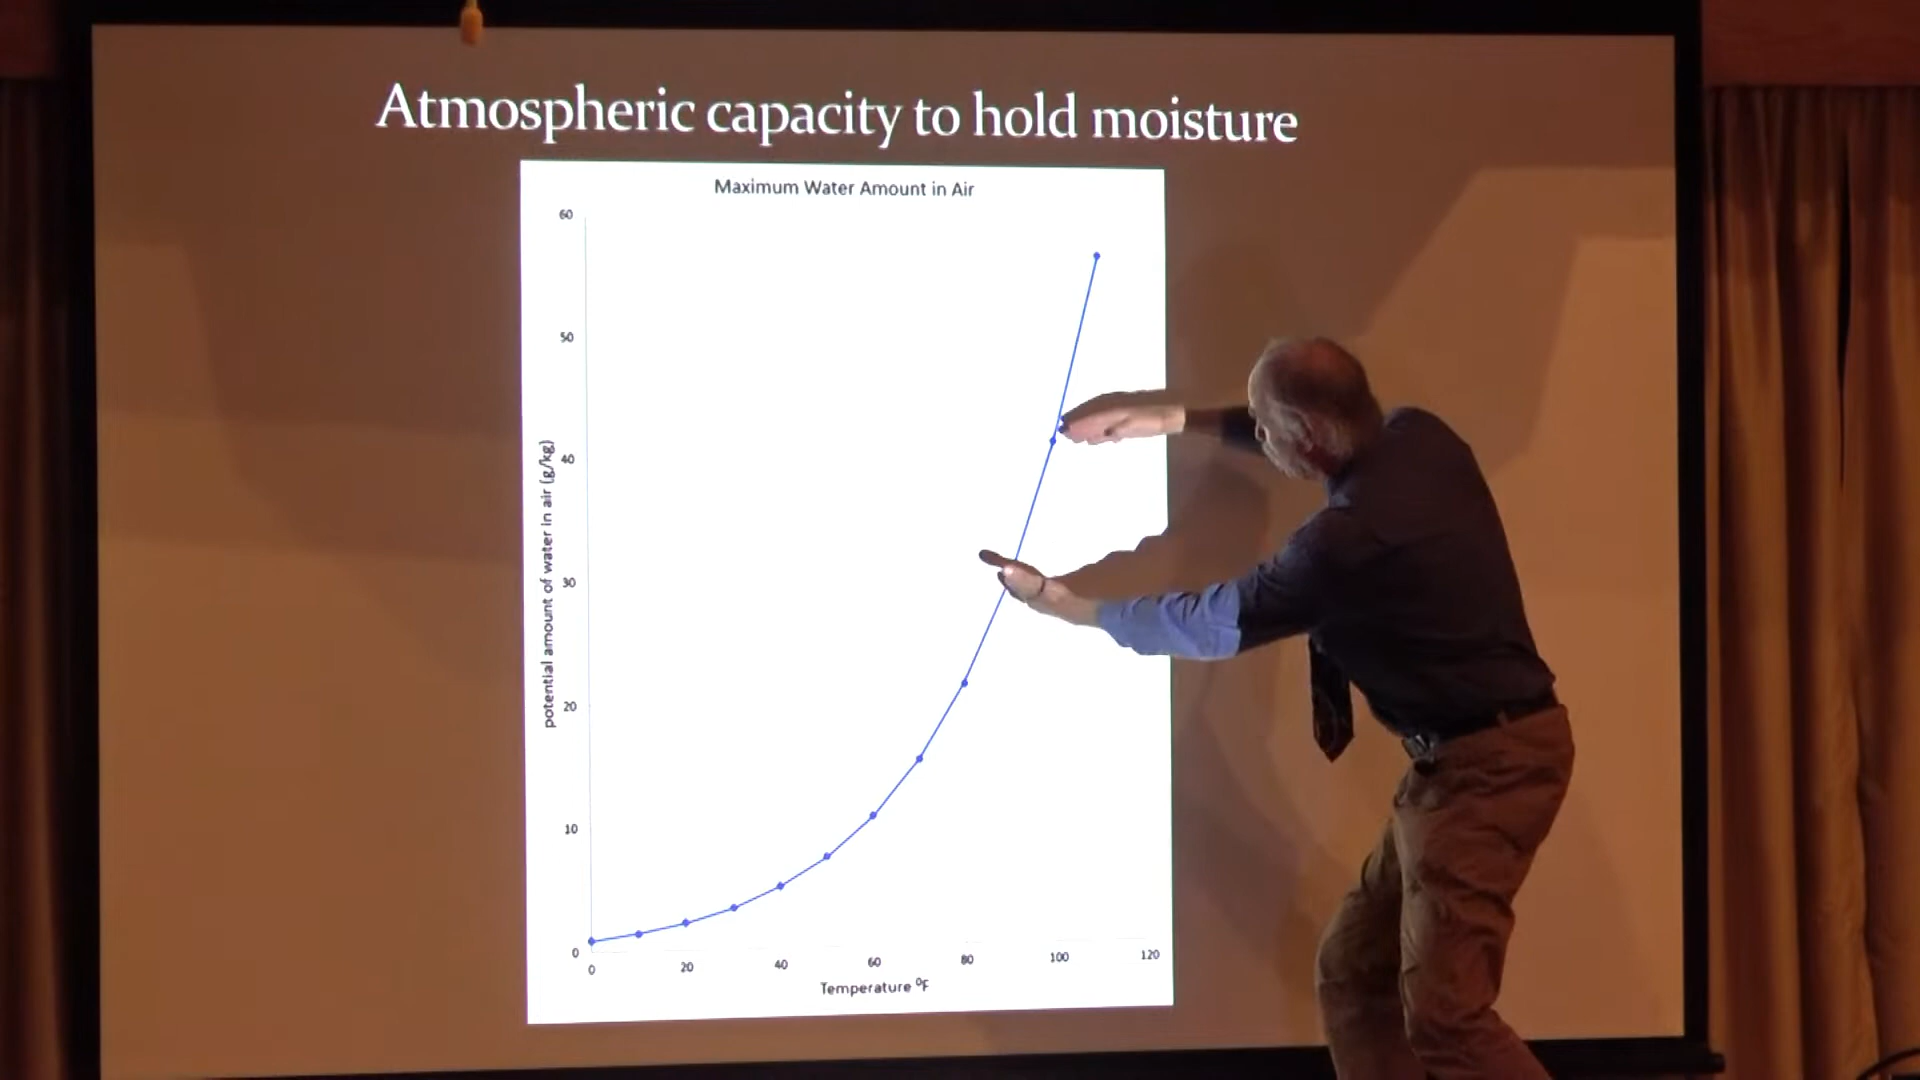 Atmospheric capacity to hold moisture
Maximum Water Amount in Air
60
50
40
30
20
10
0
potential amount of water in air (g/kg)
0 20 40 60 80 100 120
Temperature ⁰F